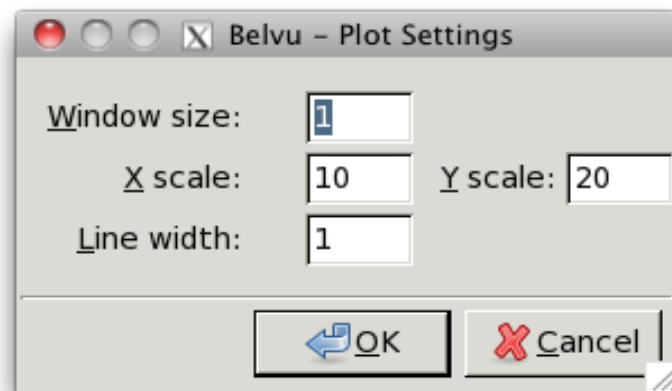 Belvu – Plot Settings
Window size: 1
X scale: 10 Y scale: 20
Line width: 1
OK Cancel